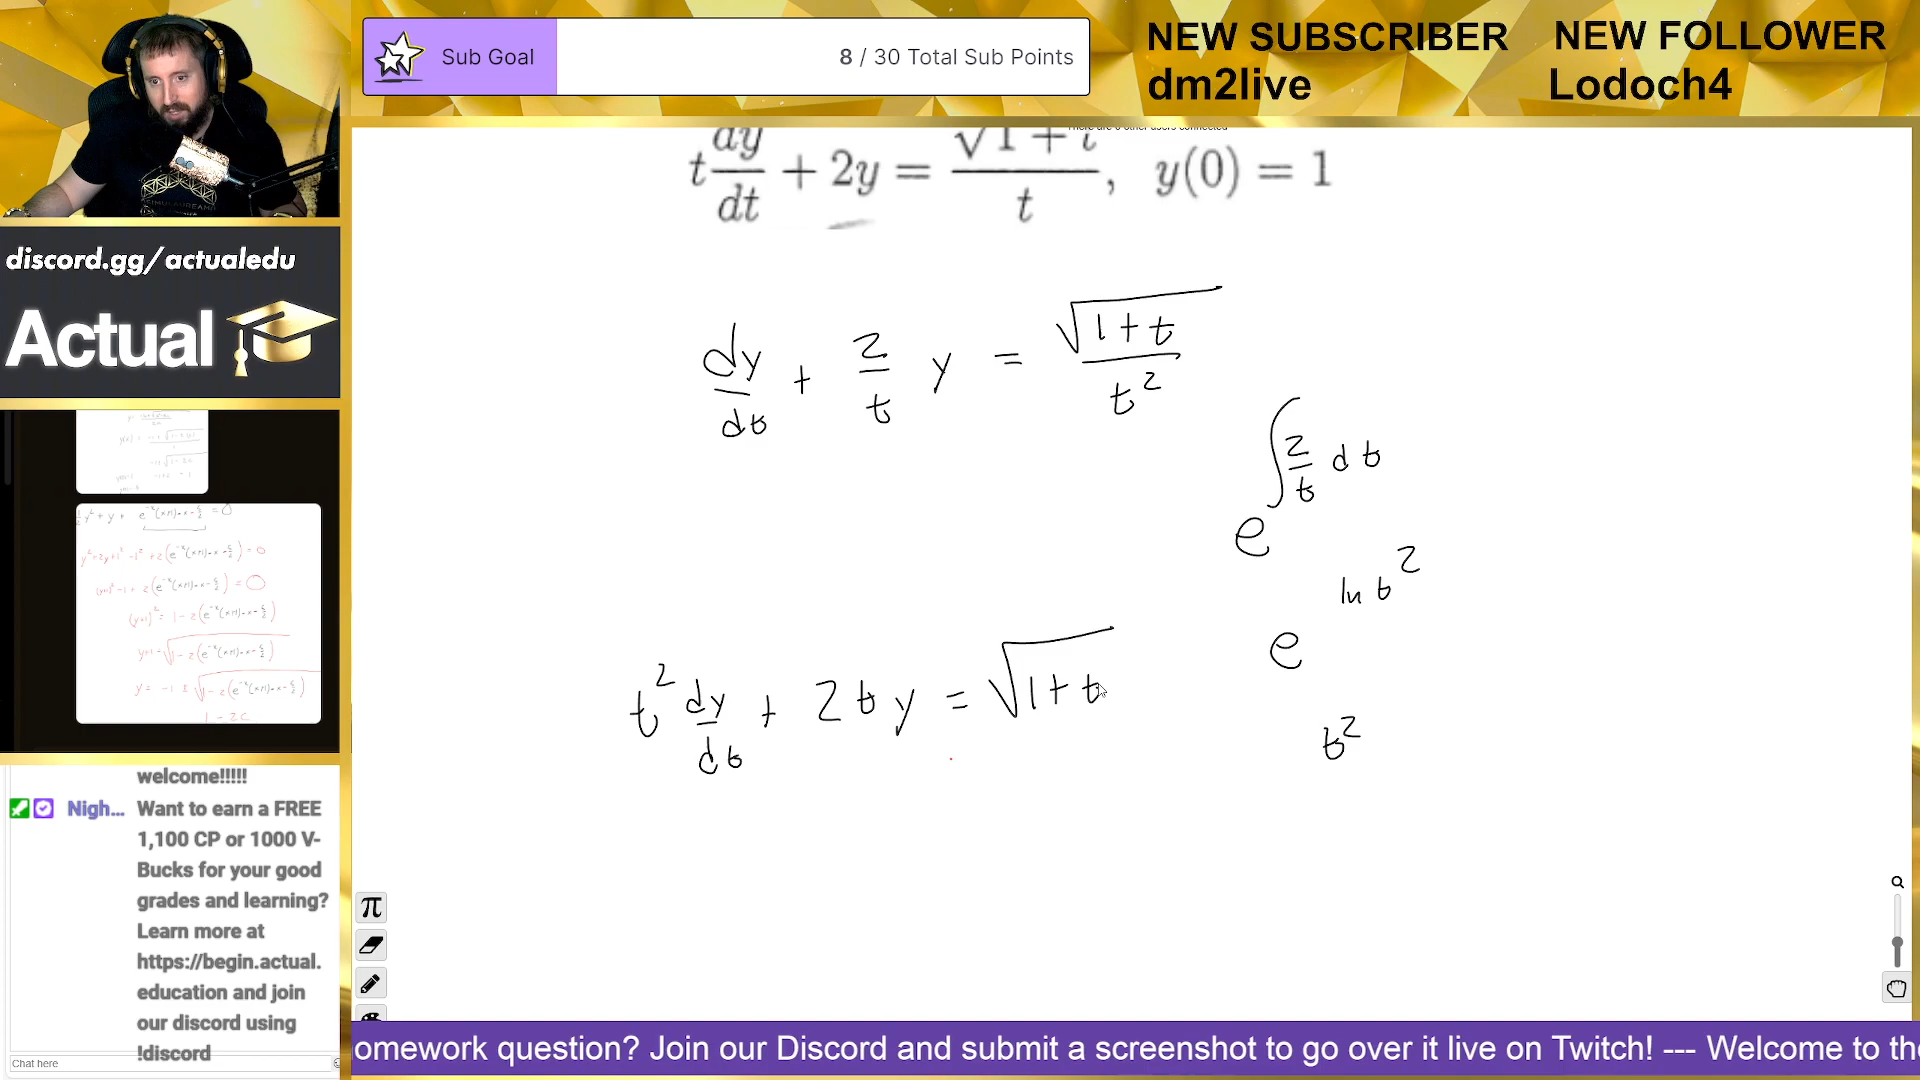 Sub Goal
8 / 30 Total Sub Points
NEW SUBSCRIBER
dm2live
NEW FOLLOWER
Lodoch4
t dy/dt + 2y = √1+t / t, y(0) = 1
dy/dt + 2/t y = √1+t / t²
e^∫ 2/t dt
e^ln t²
t² dy/dt + 2ty = √1+t
t²
discord.gg/actualedu
Actual
welcome!!!!!
Nigh... Want to earn a FREE
1,100 CP or 1000 V-
Bucks for your good
grades and learning?
Learn more at
https://begin.actual.
education and join
our discord using
!discord
Chat here
π
omework question? Join our Discord and submit a screenshot to go over it live on Twitch! --- Welcome to the